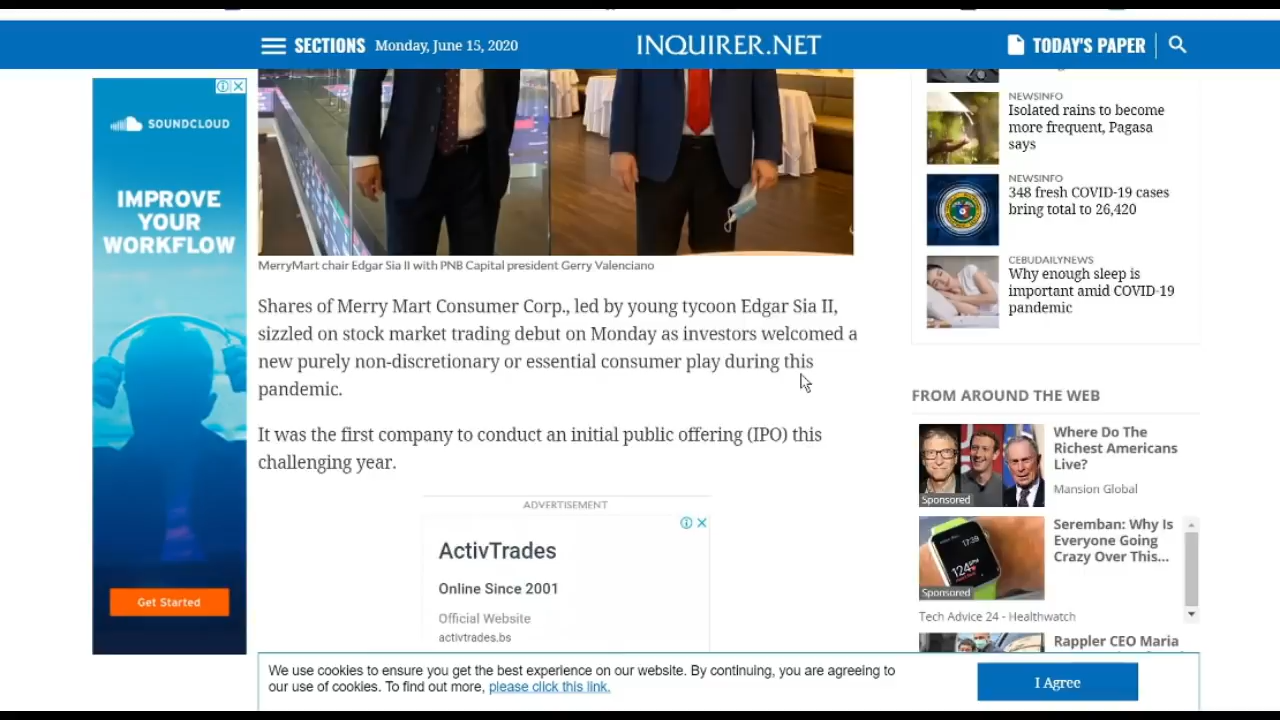 SECTIONS Monday, June 15, 2020
INQUIRER.NET
TODAY'S PAPER
SOUNDCLOUD
IMPROVE
YOUR
WORKFLOW
Get Started
MerryMart chair Edgar Sia II with PNB Capital president Gerry Valenciano
Shares of Merry Mart Consumer Corp., led by young tycoon Edgar Sia II,
sizzled on stock market trading debut on Monday as investors welcomed a
new purely non-discretionary or essential consumer play during this
pandemic.
It was the first company to conduct an initial public offering (IPO) this
challenging year.
ADVERTISEMENT
ActivTrades
Online Since 2001
Official Website
activtrades.bs
NEWSINFO
Isolated rains to become
more frequent, Pagasa
says
NEWSINFO
348 fresh COVID-19 cases
bring total to 26,420
CEBUDAILYNEWS
Why enough sleep is
important amid COVID-19
pandemic
FROM AROUND THE WEB
Where Do The
Richest Americans
Live?
Mansion Global
Sponsored
Seremban: Why Is
Everyone Going
Crazy Over This...
17:39
124
Sponsored
Tech Advice 24 - Healthwatch
Rappler CEO Maria
We use cookies to ensure you get the best experience on our website. By continuing, you are agreeing to
our use of cookies. To find out more, please click this link.
I Agree